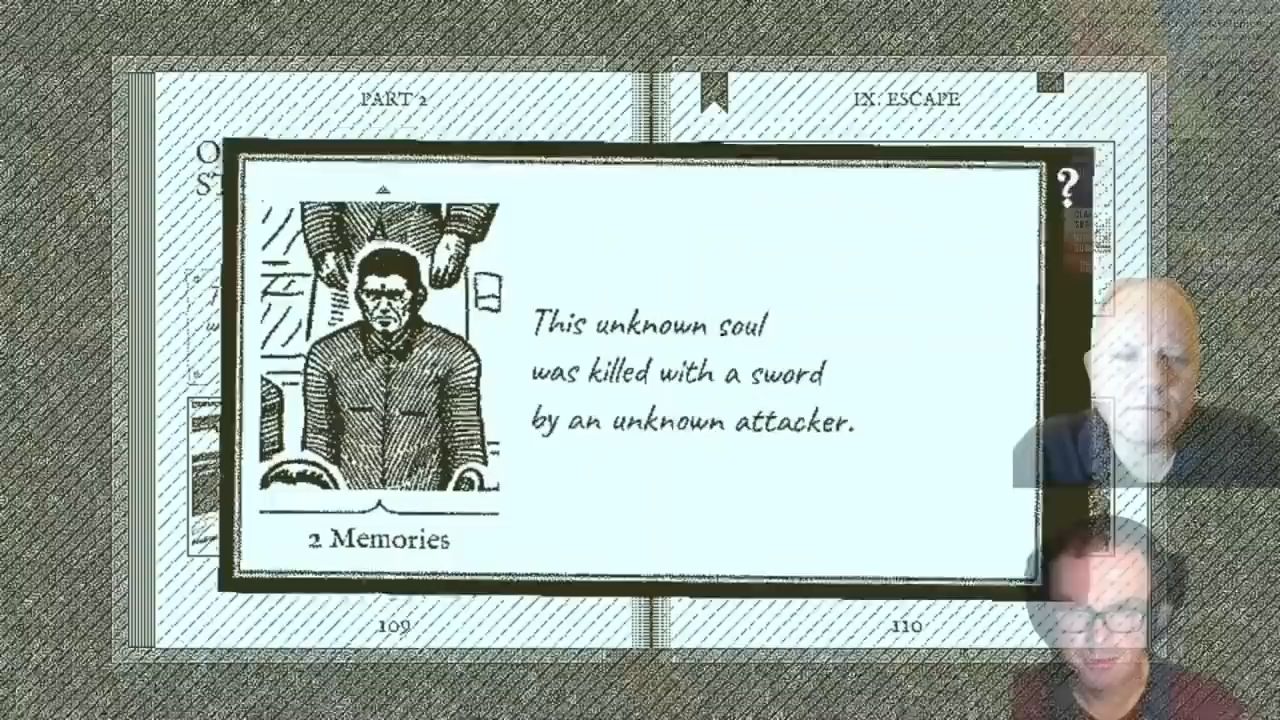 PART 2
IX: ESCAPE
O
ST
?
This unknown soul
was killed with a sword
by an unknown attacker.
2 Memories
109
110